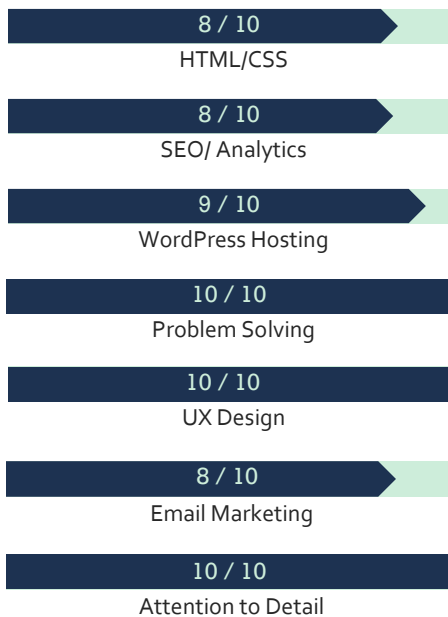 8 / 10
HTML/CSS
8 / 10
SEO/ Analytics
9 / 10
WordPress Hosting
10 / 10
Problem Solving
10 / 10
UX Design
8 / 10
Email Marketing
10 / 10
Attention to Detail